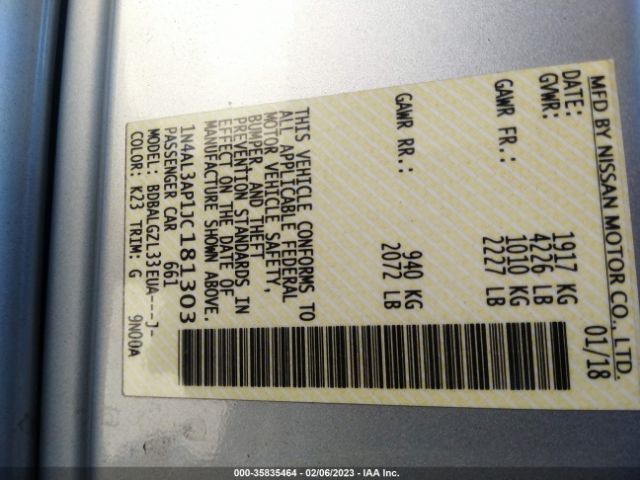 MFD BY NISSAN MOTOR CO., LTD.
DATE: 01/18
GVWR: 1917 KG
4226 LB
GAWR FR.: 1010 KG
2227 LB
GAWR RR.: 940 KG
2072 LB
THIS VEHICLE CONFORMS TO
ALL APPLICABLE FEDERAL
MOTOR VEHICLE SAFETY,
BUMPER, AND THEFT
PREVENTION STANDARDS IN
EFFECT ON THE DATE OF
MANUFACTURE SHOWN ABOVE.
1N4AL3AP1JC181303
PASSENGER CAR 661
MODEL: BDBALGZL33EUA---J-
COLOR: K23 TRIM: G 9N00A
000-35835464 - 02/06/2023 - IAA Inc.